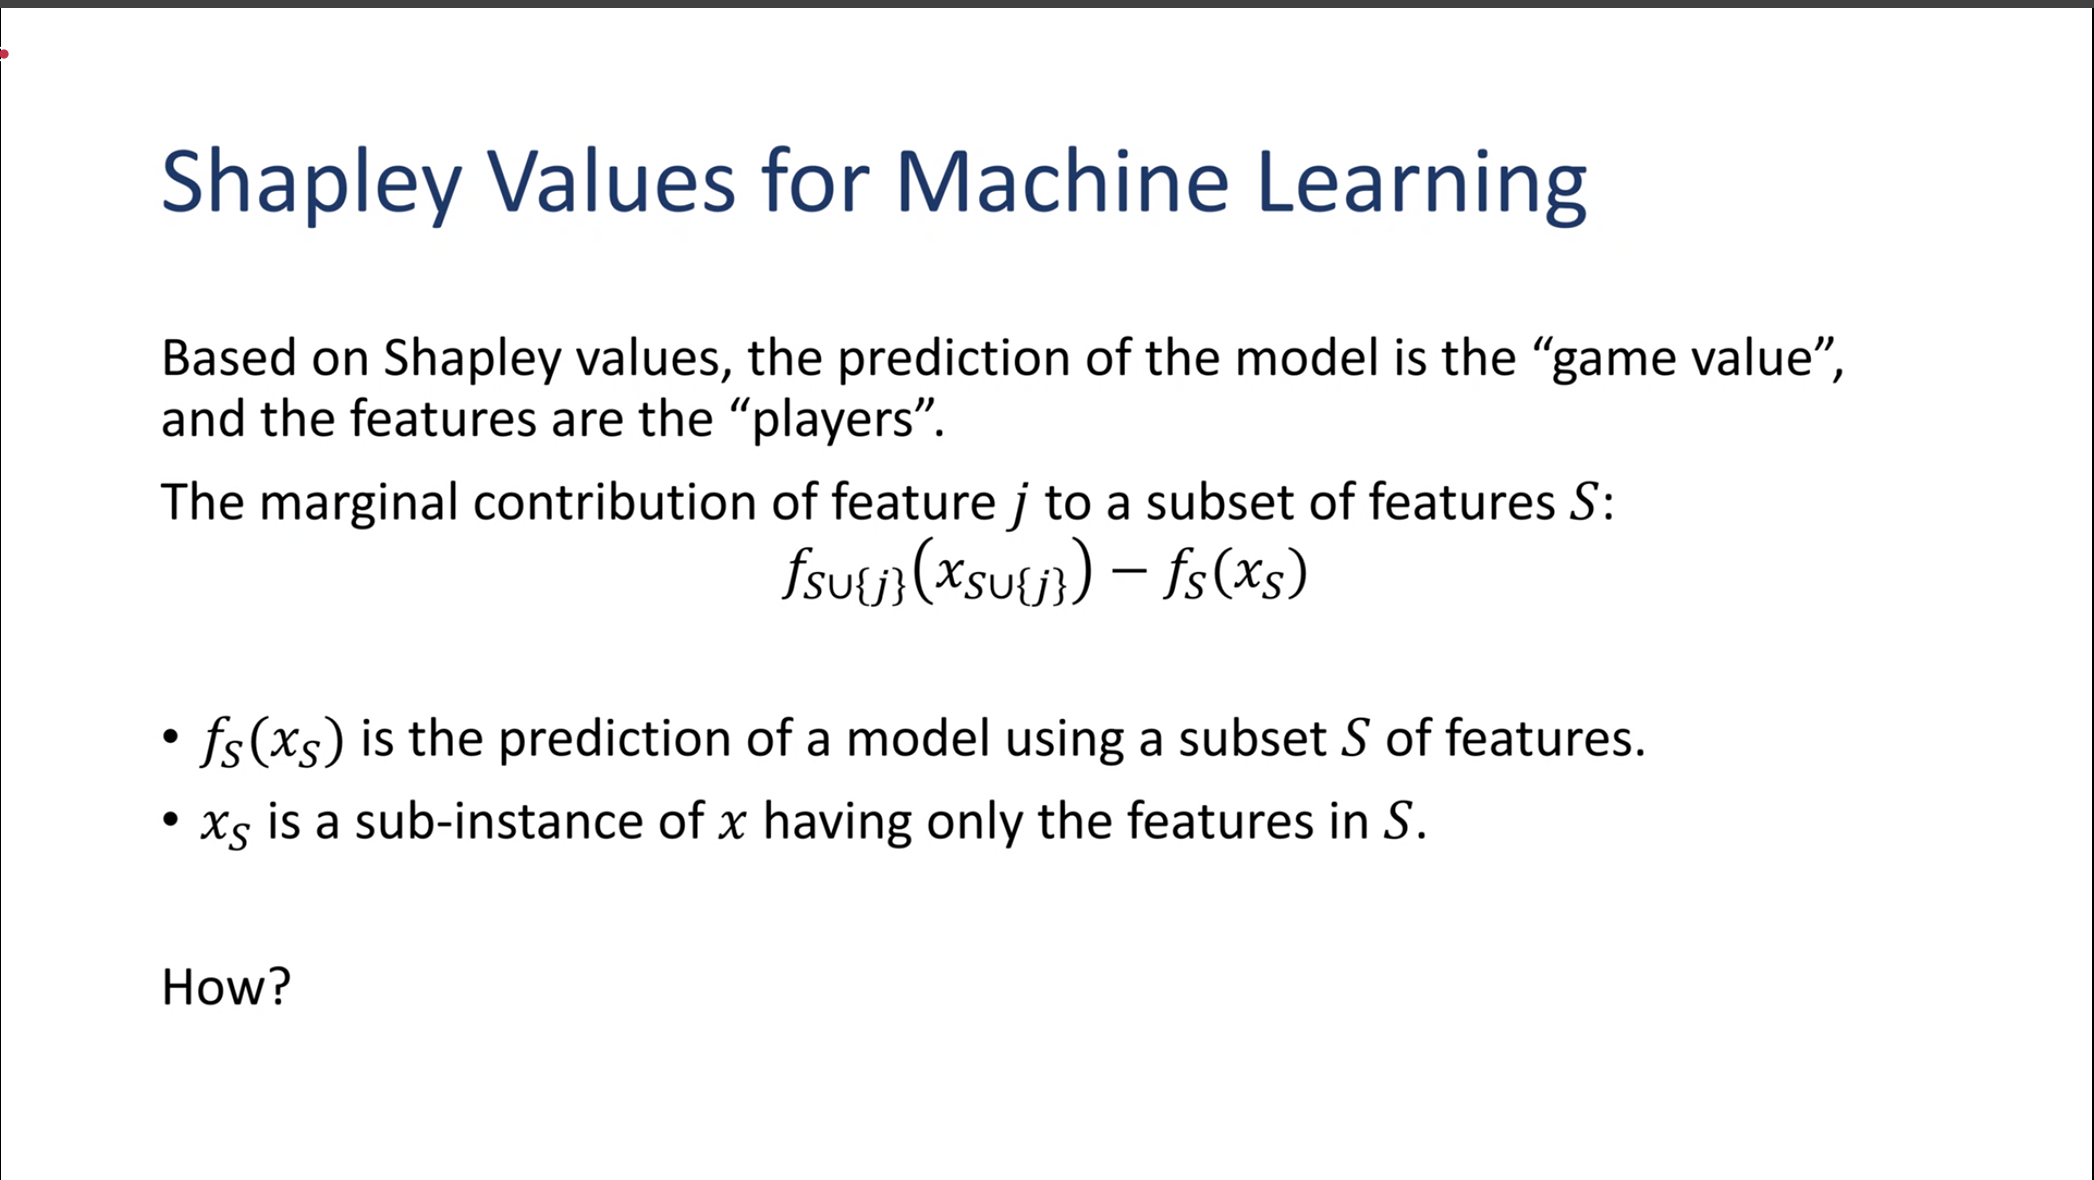 Shapley Values for Machine Learning
Based on Shapley values, the prediction of the model is the “game value”,
and the features are the “players”.
The marginal contribution of feature j to a subset of features S:
f_{S∪{j}}(x_{S∪{j}}) − f_S(x_S)
• f_S(x_S) is the prediction of a model using a subset S of features.
• x_S is a sub-instance of x having only the features in S.
How?